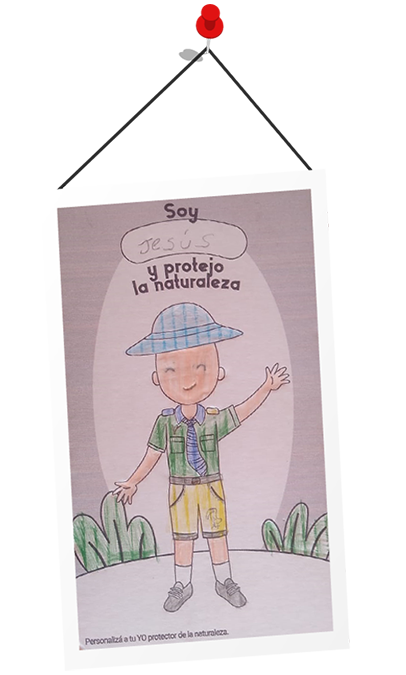 Soy
Jesús
y protejo
la naturaleza
Personalizá a tu YO protector de la naturaleza.